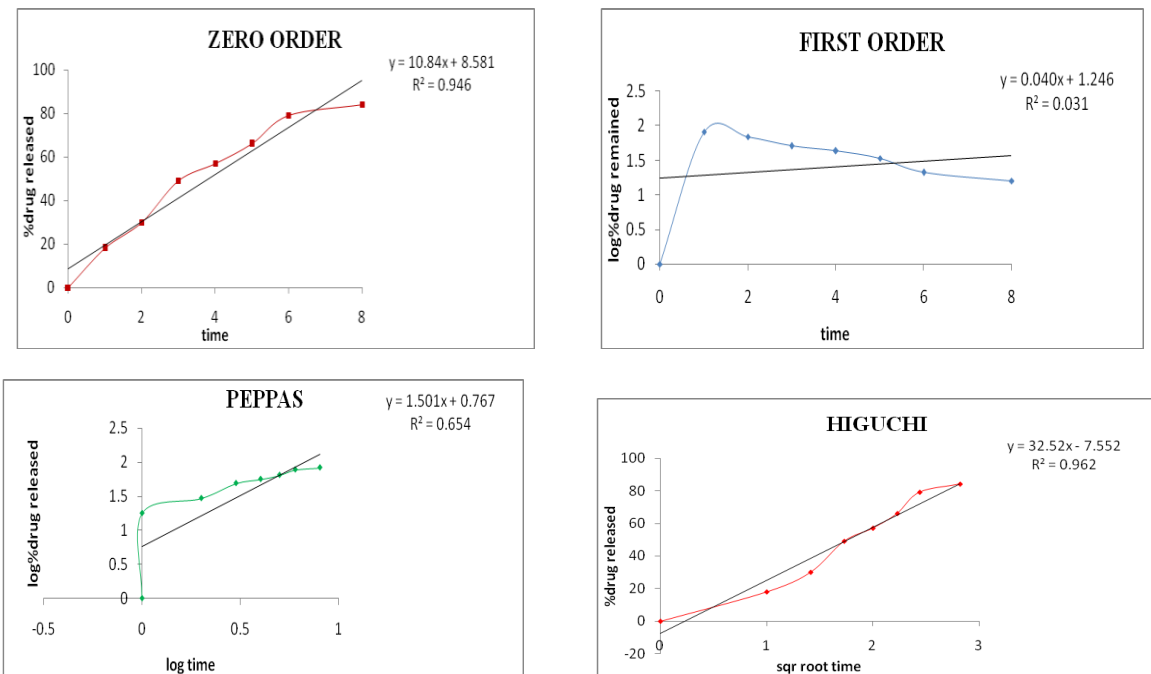 ZERO ORDER
y = 10.84x + 8.581
R² = 0.946
%drug released
100
80
60
40
20
0
0 2 4 6 8
time
FIRST ORDER
y = 0.040x + 1.246
R² = 0.031
log%drug remained
2.5
2
1.5
1
0.5
0
0 2 4 6 8
time
PEPPAS
y = 1.501x + 0.767
R² = 0.654
log%drug released
2.5
2
1.5
1
0.5
0
-0.5 0 0.5 1
log time
HIGUCHI
y = 32.52x - 7.552
R² = 0.962
%drug released
100
80
60
40
20
0
-20
0 1 2 3
sqr root time